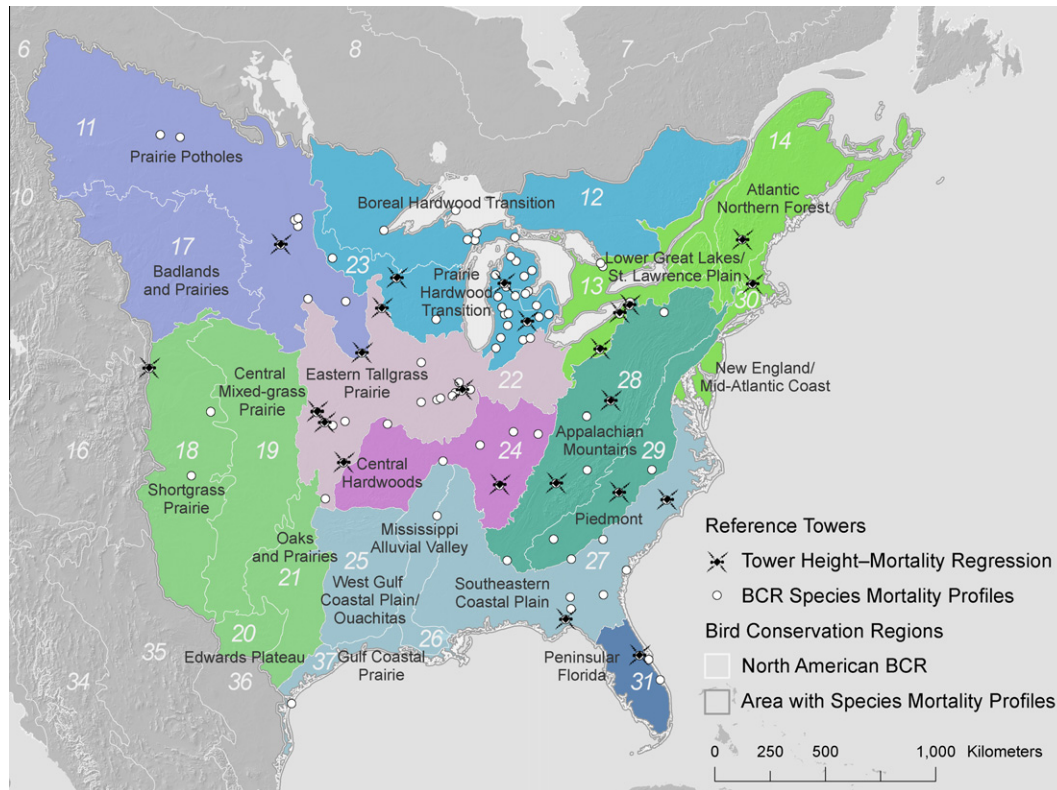 6
8
7
11
Prairie Potholes
14
12
Boreal Hardwood Transition
Atlantic
Northern Forest
10
17
Badlands
and Prairies
23
Prairie
Hardwood
Transition
13
Lower Great Lakes/
St. Lawrence Plain
30
Eastern Tallgrass
Prairie
22
Central
Mixed-grass
Prairie
28
New England/
Mid-Atlantic Coast
16
18
19
Shortgrass
Prairie
Central
Hardwoods
24
Appalachian
Mountains
29
Piedmont
Oaks
and Prairies
21
Mississippi
Alluvial Valley
25
West Gulf
Coastal Plain/
Ouachitas
Southeastern
Coastal Plain
27
20
Edwards Plateau
26
37
Gulf Coastal
Prairie
Peninsular
Florida
31
35
34
36
Reference Towers
Tower Height–Mortality Regression
BCR Species Mortality Profiles
Bird Conservation Regions
North American BCR
Area with Species Mortality Profiles
0 250 500 1,000 Kilometers